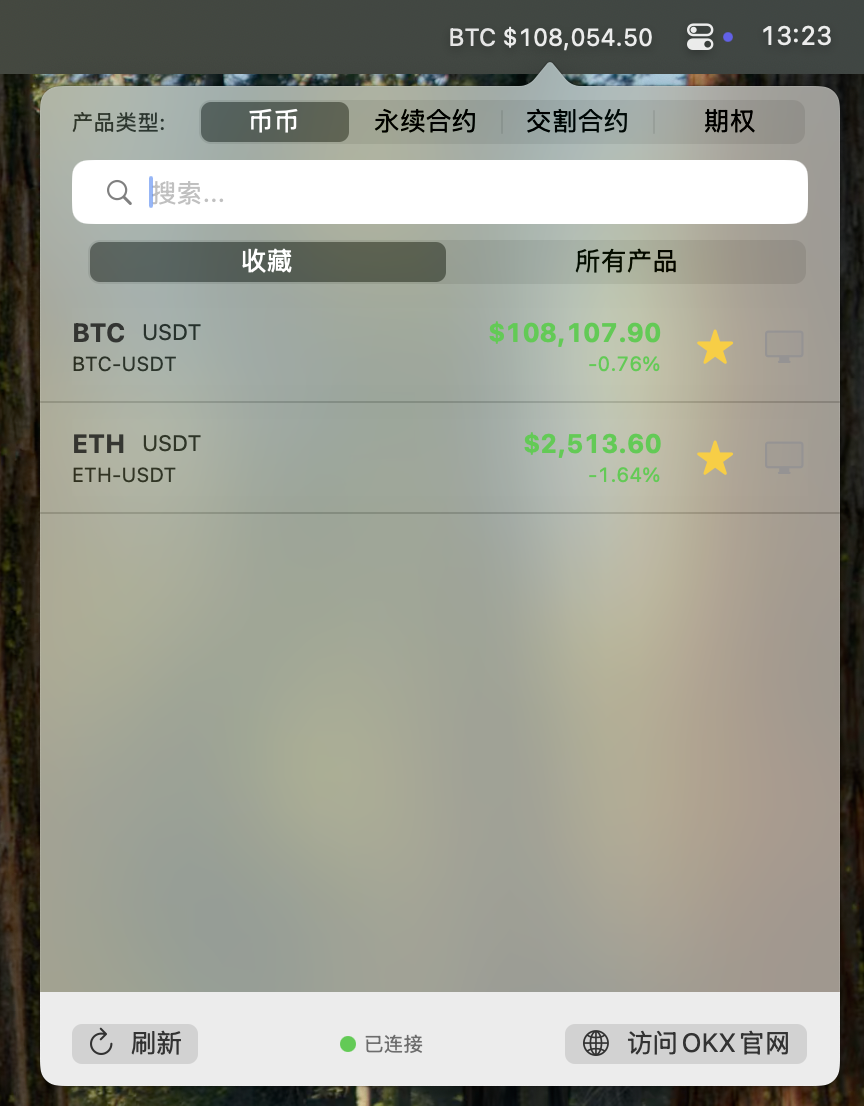 BTC $108,054.50 13:23
产品类型: 币币 永续合约 交割合约 期权
搜索...
收藏 所有产品
BTC USDT $108,107.90
BTC-USDT -0.76%
ETH USDT $2,513.60
ETH-USDT -1.64%
刷新 已连接 访问OKX官网